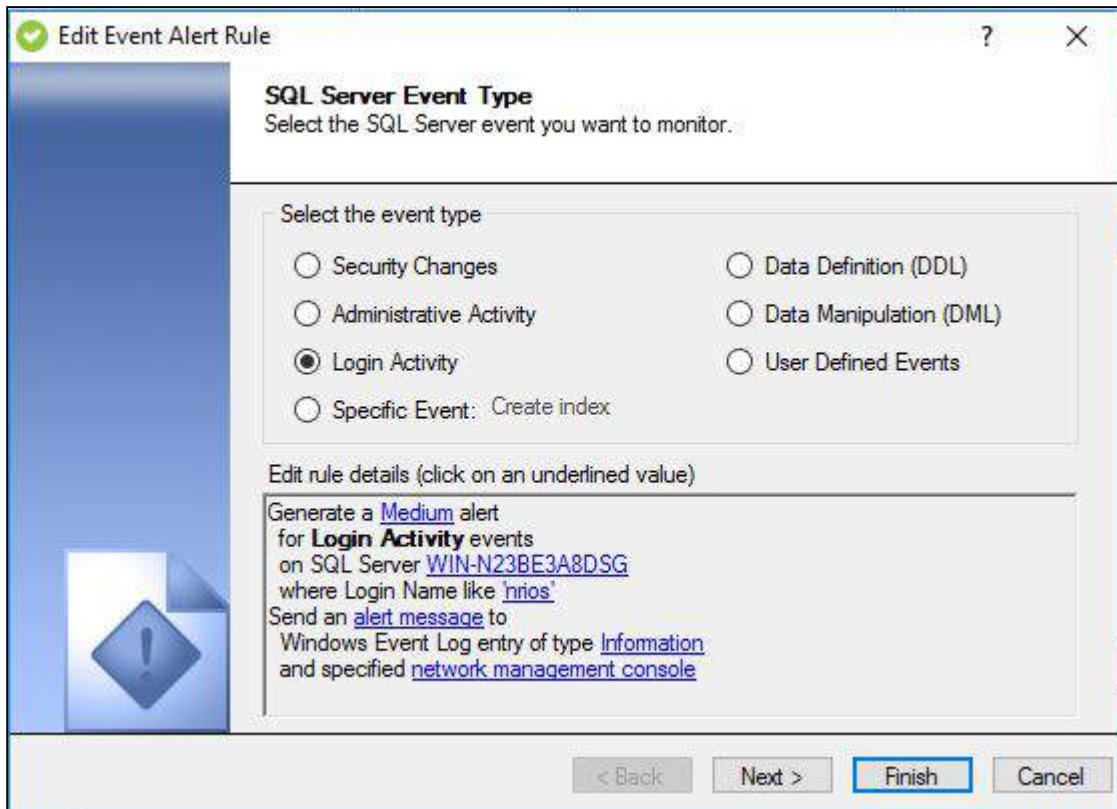 Edit Event Alert Rule
?
SQL Server Event Type
Select the SQL Server event you want to monitor.
Select the event type
Security Changes
Data Definition (DDL)
Administrative Activity
Data Manipulation (DML)
Login Activity
User Defined Events
Specific Event: Create index
Edit rule details (click on an underlined value)
Generate a Medium alert
for Login Activity events
on SQL Server WIN-N23BE3A8DSG
where Login Name like 'nrios'
Send an alert message to
Windows Event Log entry of type Information
and specified network management console
< Back
Next >
Finish
Cancel